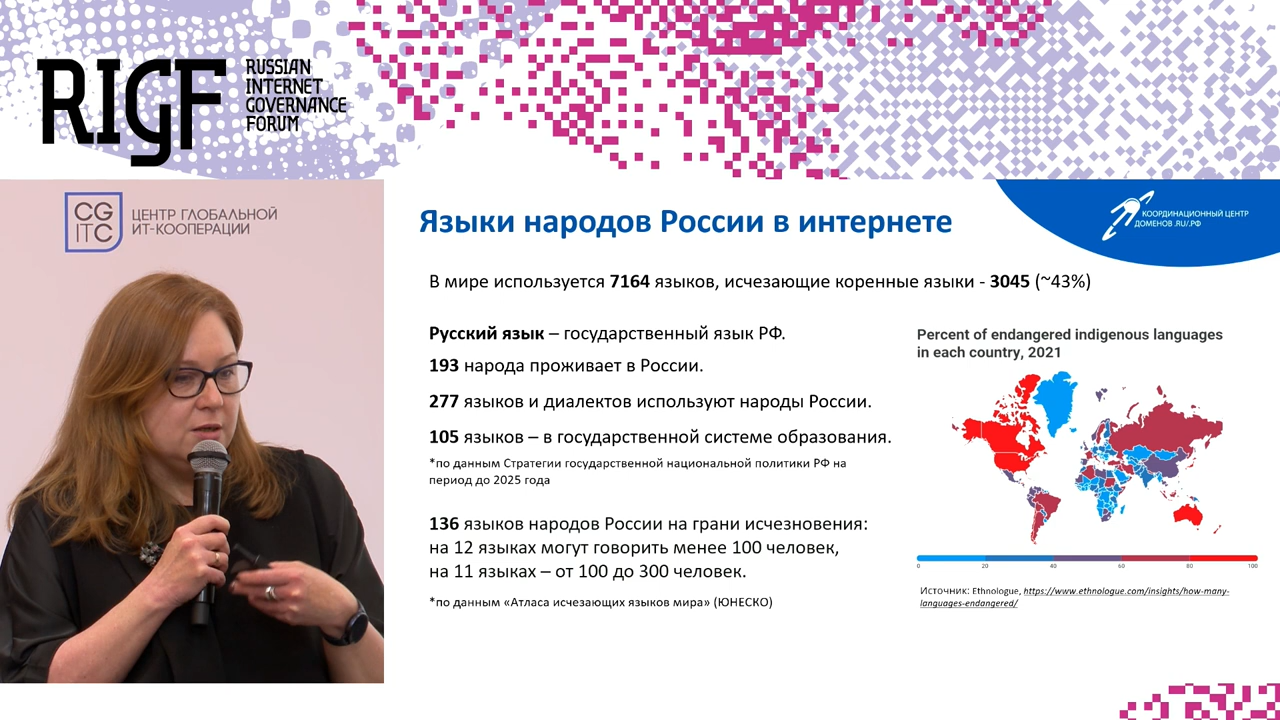 RIGF
RUSSIAN
INTERNET
GOVERNANCE
FORUM
CG
ITC
ЦЕНТР ГЛОБАЛЬНОЙ
ИТ-КООПЕРАЦИИ
Языки народов России в интернете
КООРДИНАЦИОННЫЙ ЦЕНТР
ДОМЕНОВ .RU/.РФ
В мире используется 7164 языков, исчезающие коренные языки - 3045 (~43%)
Русский язык – государственный язык РФ.
193 народа проживает в России.
277 языков и диалектов используют народы России.
105 языков – в государственной системе образования.
*по данным Стратегии государственной национальной политики РФ на
период до 2025 года
136 языков народов России на грани исчезновения:
на 12 языках могут говорить менее 100 человек,
на 11 языках – от 100 до 300 человек.
*по данным «Атласа исчезающих языков мира» (ЮНЕСКО)
Percent of endangered indigenous languages
in each country, 2021
0 20 40 60 80 100
Источник: Ethnologue, https://www.ethnologue.com/insights/how-many-
languages-endangered/